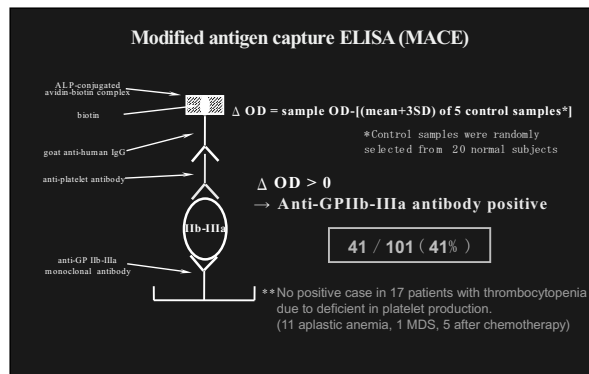 Modified antigen capture ELISA (MACE)
ALP-conjugated
avidin-biotin complex
biotin
Δ OD = sample OD-[(mean+3SD) of 5 control samples*]
*Control samples were randomly
selected from 20 normal subjects
goat anti-human IgG
anti-platelet antibody
Δ OD > 0
→ Anti-GPIIb-IIIa antibody positive
IIb-IIIa
41 / 101 ( 41% )
anti-GP IIb-IIIa
monoclonal antibody
**No positive case in 17 patients with thrombocytopenia
due to deficient in platelet production.
(11 aplastic anemia, 1 MDS, 5 after chemotherapy)